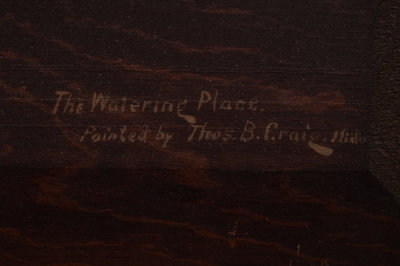 The Watering Place.
Painted by Thos B. Craig